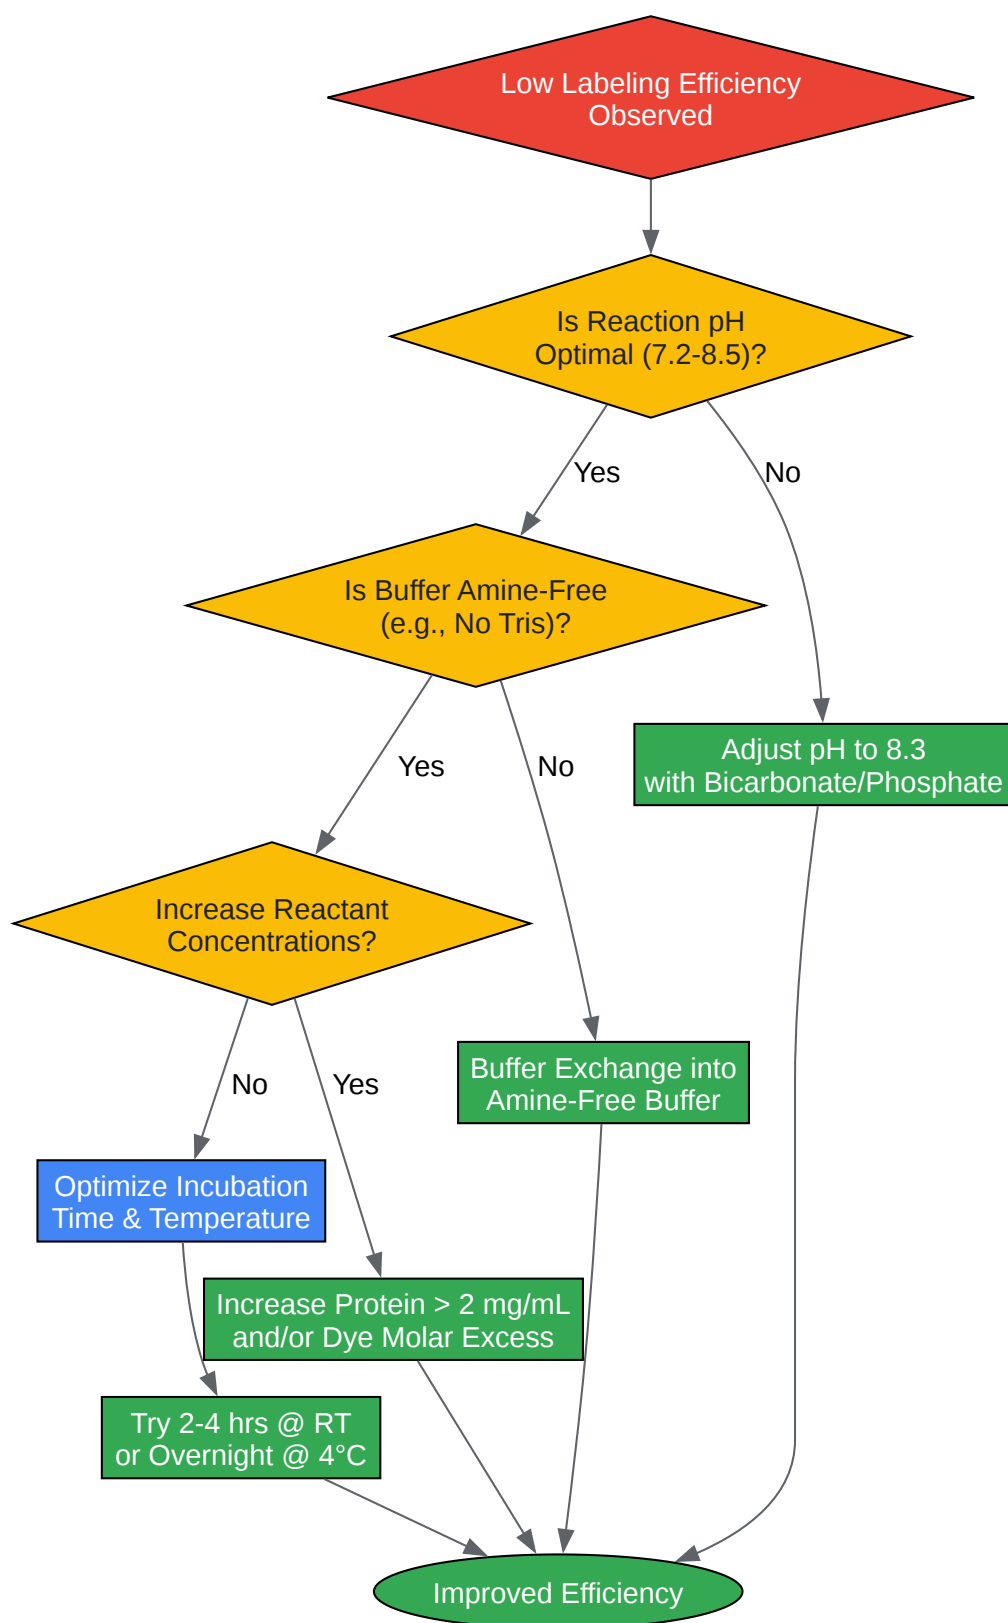 Low Labeling Efficiency
Observed
Is Reaction pH
Optimal (7.2-8.5)?
Yes
No
Is Buffer Amine-Free
(e.g., No Tris)?
Adjust pH to 8.3
with Bicarbonate/Phosphate
Yes
No
Increase Reactant
Concentrations?
Buffer Exchange into
Amine-Free Buffer
No
Yes
Optimize Incubation
Time & Temperature
Increase Protein > 2 mg/mL
and/or Dye Molar Excess
Try 2-4 hrs @ RT
or Overnight @ 4°C
Improved Efficiency